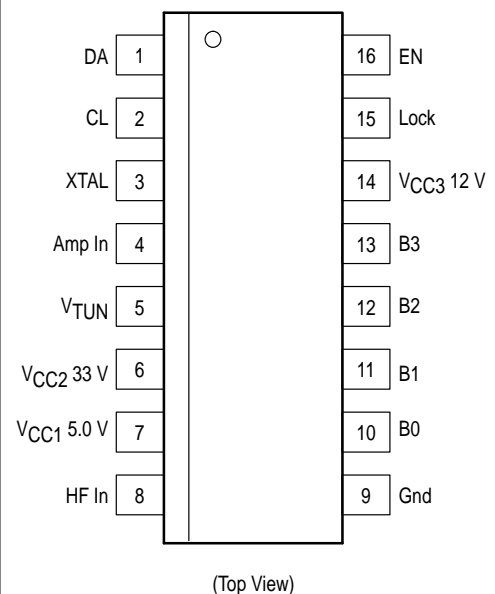 DA 1 16 EN
CL 2 15 Lock
XTAL 3 14 VCC3 12 V
Amp In 4 13 B3
VTUN 5 12 B2
VCC2 33 V 6 11 B1
VCC1 5.0 V 7 10 B0
HF In 8 9 Gnd
(Top View)